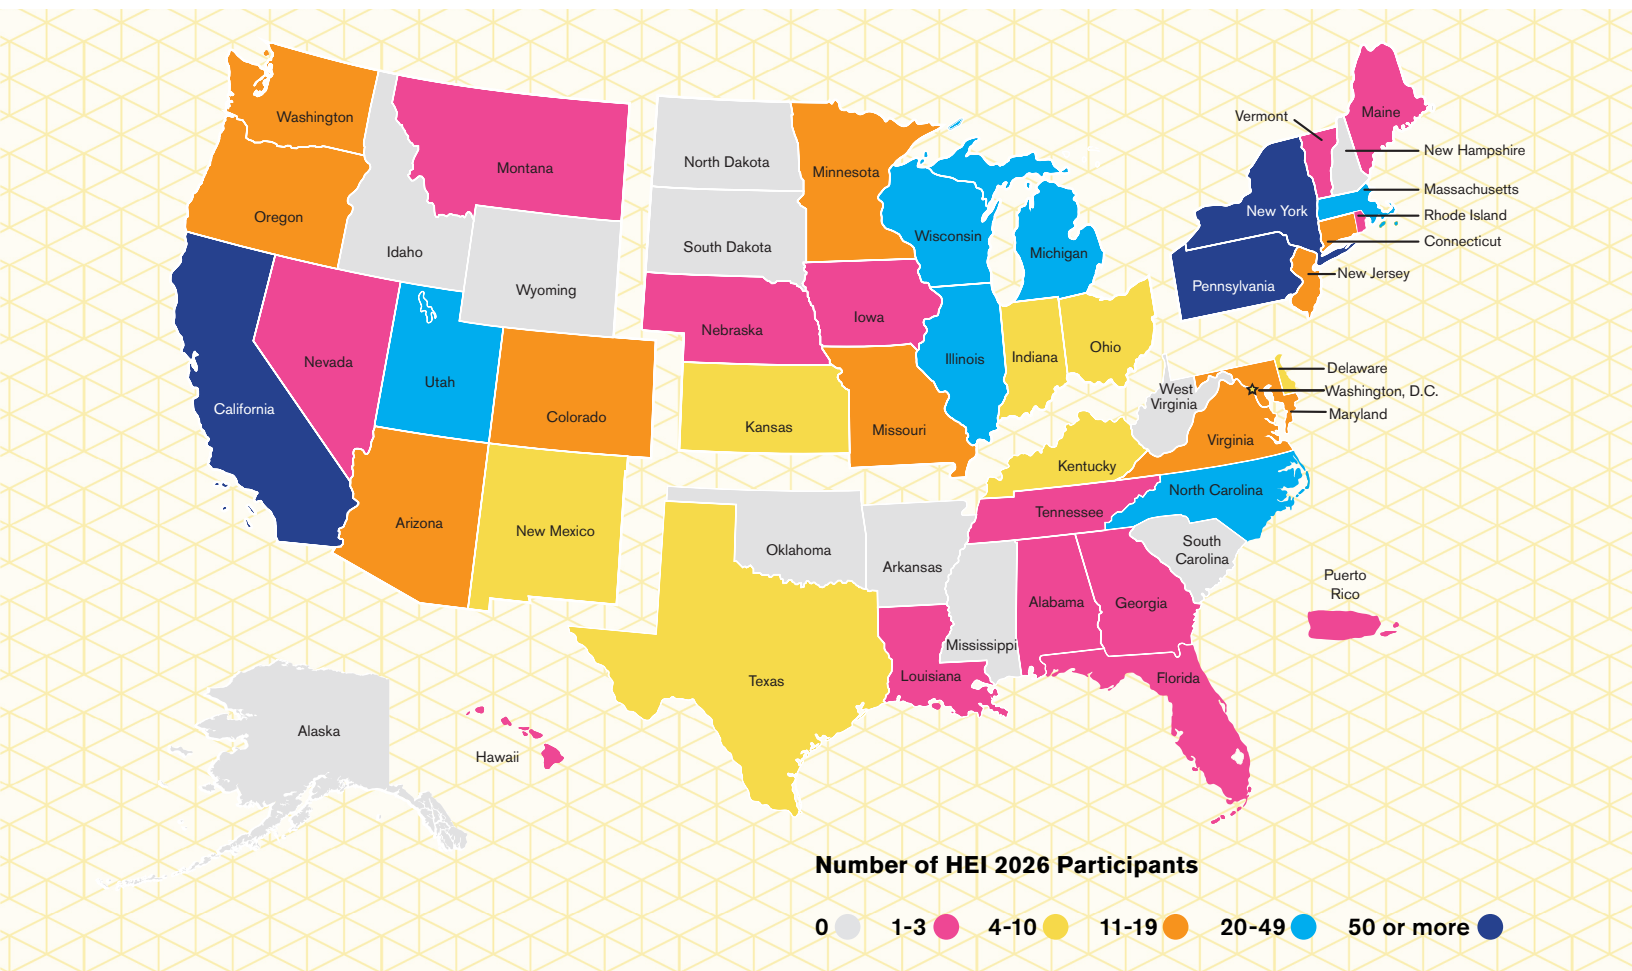 Washington
Montana
North Dakota
Minnesota
Vermont
Maine
New Hampshire
Massachusetts
Rhode Island
Connecticut
New Jersey
Oregon
Idaho
South Dakota
Wisconsin
Michigan
New York
Pennsylvania
Wyoming
Nebraska
Iowa
Nevada
Utah
Colorado
California
Kansas
Missouri
Illinois
Indiana
Ohio
West
Virginia
Delaware
Washington, D.C.
Maryland
Virginia
Kentucky
North Carolina
Tennessee
Arizona
New Mexico
Oklahoma
Arkansas
South
Carolina
Puerto
Rico
Alabama
Georgia
Mississippi
Louisiana
Florida
Texas
Alaska
Hawaii
Number of HEI 2026 Participants
0 1-3 4-10 11-19 20-49 50 or more